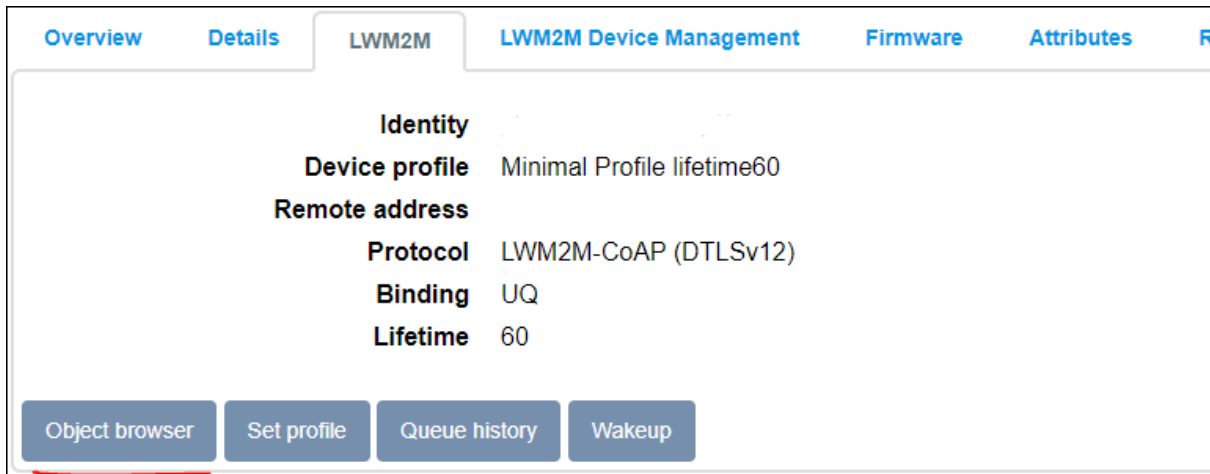 Overview Details LWM2M LWM2M Device Management Firmware Attributes R
Identity
Device profile Minimal Profile lifetime60
Remote address
Protocol LWM2M-CoAP (DTLSv12)
Binding UQ
Lifetime 60
Object browser Set profile Queue history Wakeup